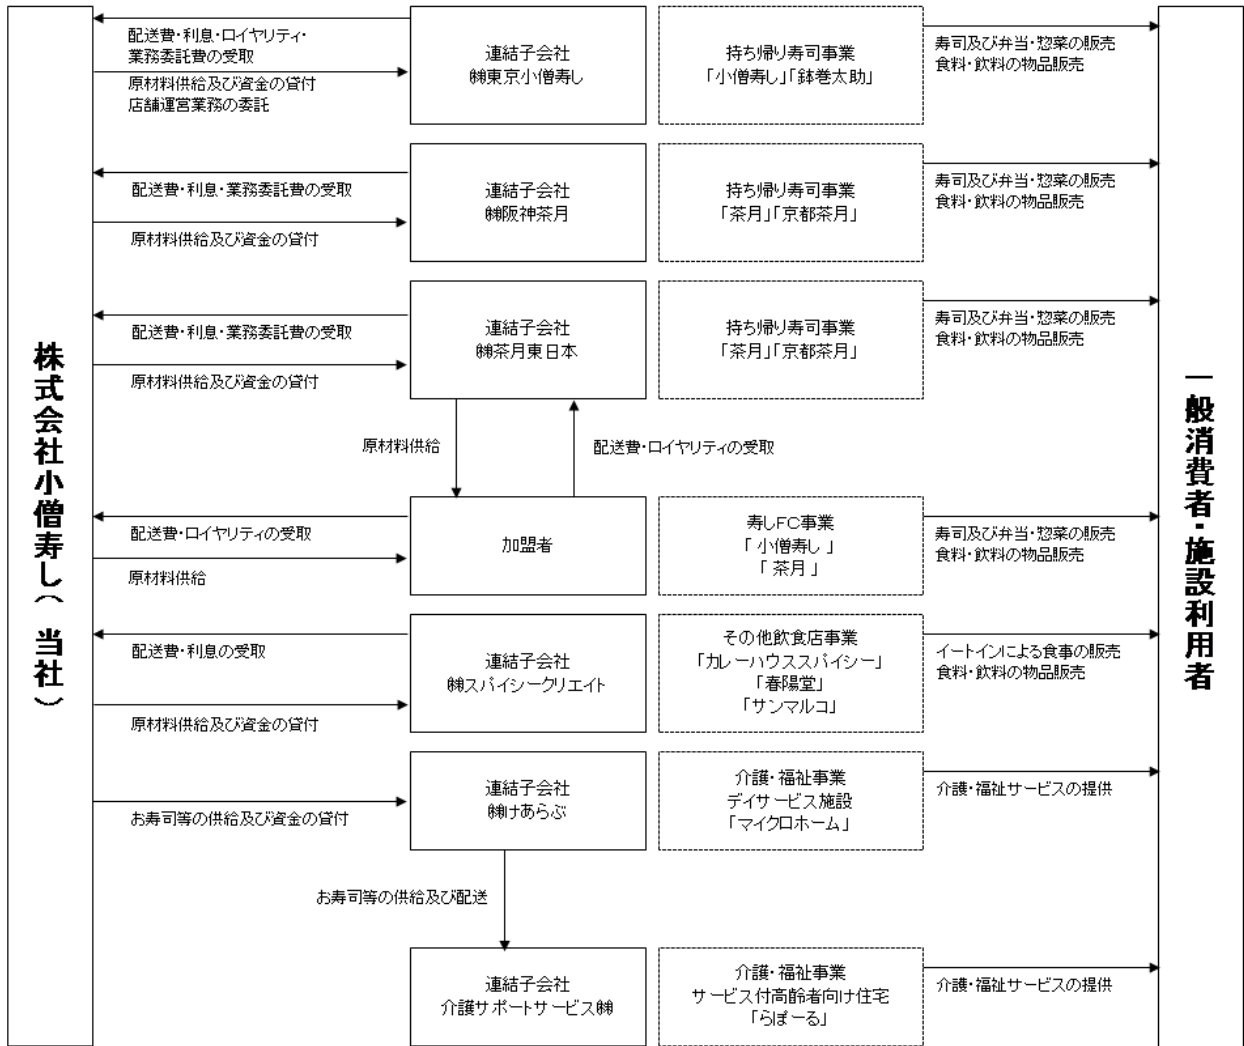 株式会社小僧寿し（当社）
配送費・利息・ロイヤリティ・
業務委託費の受取
原材料供給及び資金の貸付
店舗運営業務の委託
連結子会社
㈱東京小僧寿し
持ち帰り寿司事業
「小僧寿し」「鉢巻太助」
寿司及び弁当・惣菜の販売
食料・飲料の物品販売
配送費・利息・業務委託費の受取
原材料供給及び資金の貸付
連結子会社
㈱阪神茶月
持ち帰り寿司事業
「茶月」「京都茶月」
寿司及び弁当・惣菜の販売
食料・飲料の物品販売
配送費・利息・業務委託費の受取
原材料供給及び資金の貸付
連結子会社
㈱茶月東日本
持ち帰り寿司事業
「茶月」「京都茶月」
寿司及び弁当・惣菜の販売
食料・飲料の物品販売
原材料供給
配送費・ロイヤリティの受取
配送費・ロイヤリティの受取
原材料供給
加盟者
寿しFC事業
「 小僧寿し 」
「 茶月 」
寿司及び弁当・惣菜の販売
食料・飲料の物品販売
配送費・利息の受取
原材料供給及び資金の貸付
連結子会社
㈱スパイシークリエイト
その他飲食店事業
「カレーハウススパイシー」
「春陽堂」
「サンマルコ」
イートインによる食事の販売
食料・飲料の物品販売
お寿司等の供給及び資金の貸付
連結子会社
㈱けあらぶ
介護・福祉事業
デイサービス施設
「マイクロホーム」
介護・福祉サービスの提供
お寿司等の供給及び配送
連結子会社
介護サポートサービス㈱
介護・福祉事業
サービス付高齢者向け住宅
「らぽーる」
介護・福祉サービスの提供
一般消費者・施設利用者